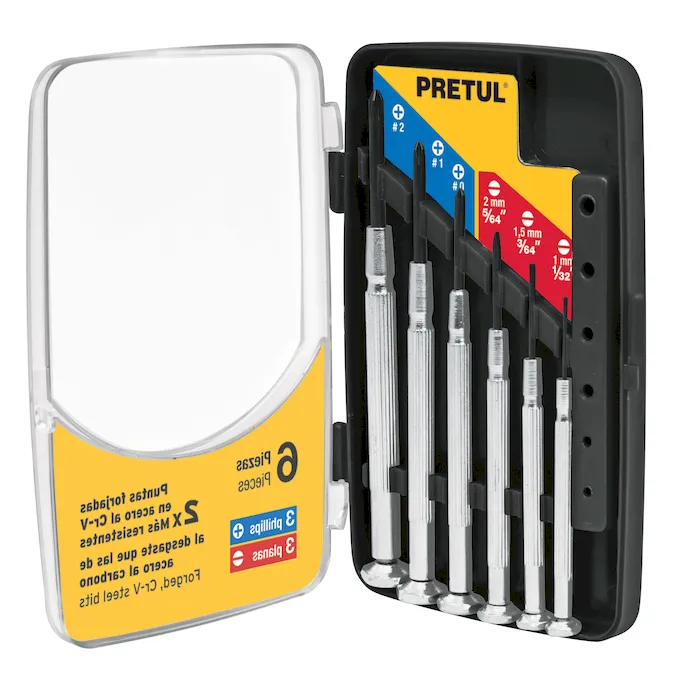 PRETUL®
#2
#1
#0
2 mm
5/64"
1,5 mm
3/64"
1 mm
1/32"
6 Piezas
Pieces
Puntas forjadas
en acero al Cr-V
2x Más resistentes
al desgaste que las de
acero al carbono
Forged, Cr-V steel bits
3 phillips
3 planas